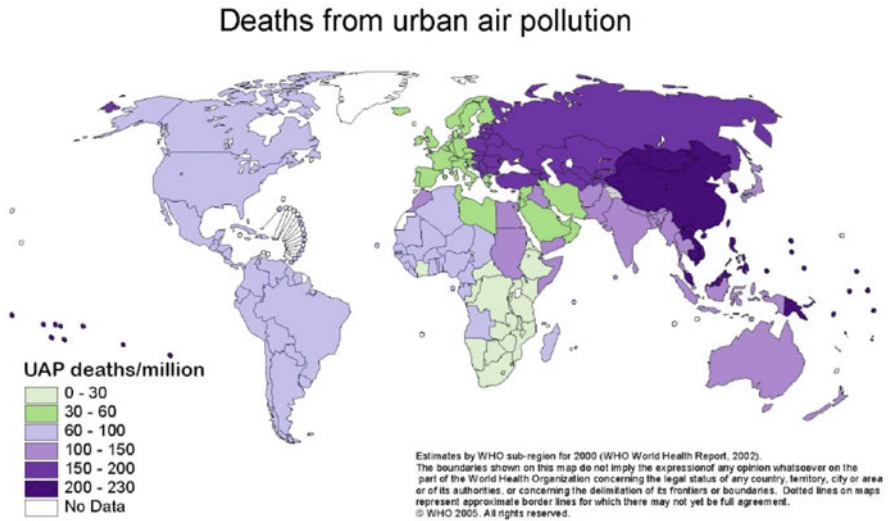 Deaths from urban air pollution
UAP deaths/million
0 - 30
30 - 60
60 - 100
100 - 150
150 - 200
200 - 230
No Data
Estimates by WHO sub-region for 2000 (WHO World Health Report, 2002).
The boundaries shown on this map do not imply the expressionof any opinion whatsoever on the
part of the World Health Organization concerning the legal status of any country, territory, city or area
or of its authorities, or concerning the delimitation of its frontiers or boundaries. Dotted lines on maps
represent approximate border lines for which there may not yet be full agreement.
© WHO 2005. All rights reserved.